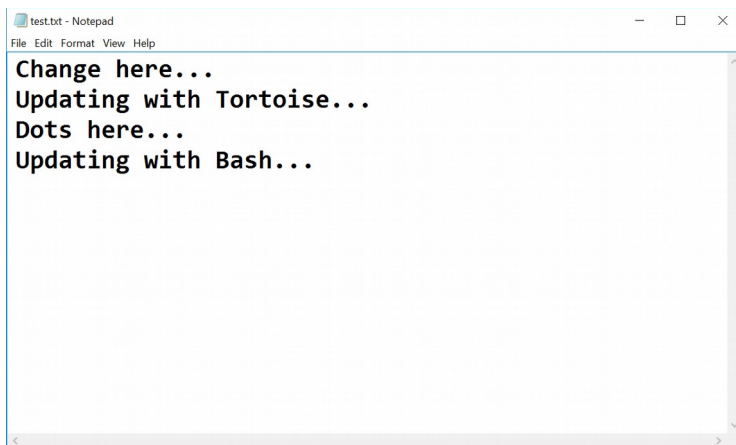 test.txt - Notepad
File Edit Format View Help
Change here...
Updating with Tortoise...
Dots here...
Updating with Bash...